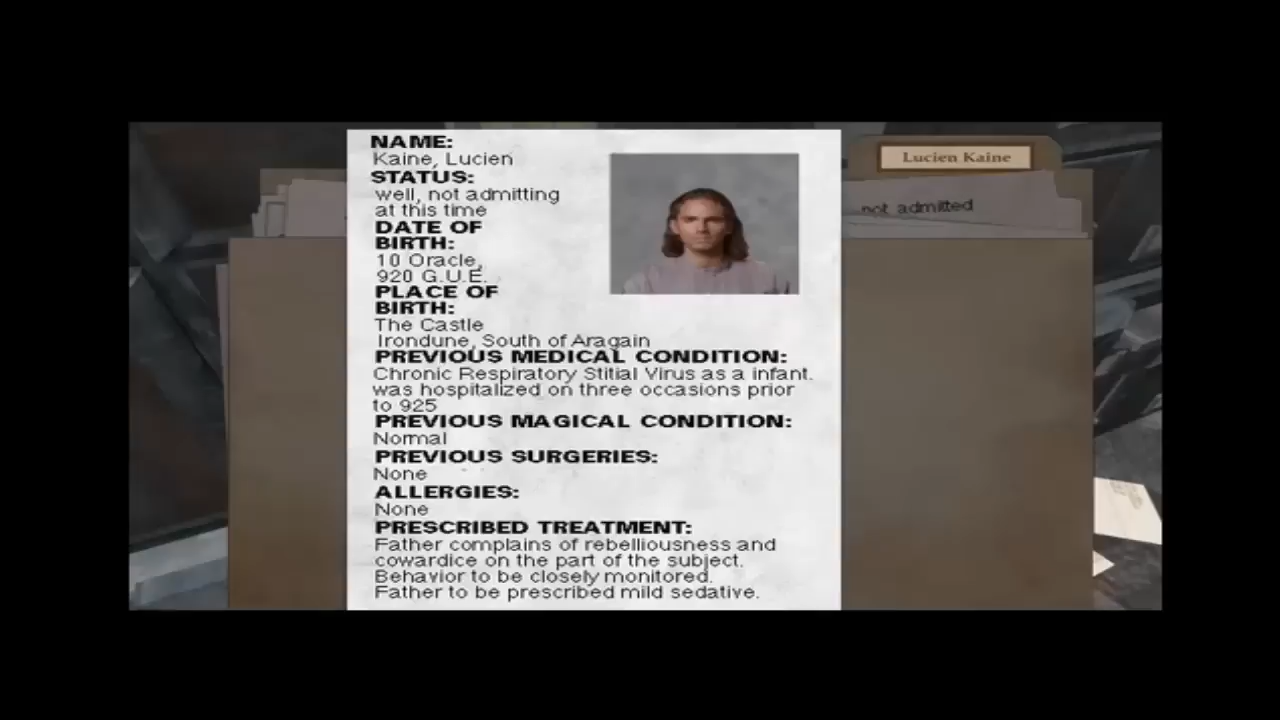 NAME:
Kaine, Lucien
STATUS:
well, not admitting
at this time
DATE OF
BIRTH:
10 Oracle,
920 G.U.E.
PLACE OF
BIRTH:
The Castle
Irondune, South of Aragain
PREVIOUS MEDICAL CONDITION:
Chronic Respiratory Stitial Virus as a infant.
was hospitalized on three occasions prior
to 925
PREVIOUS MAGICAL CONDITION:
Normal
PREVIOUS SURGERIES:
None
ALLERGIES:
None
PRESCRIBED TREATMENT:
Father complains of rebelliousness and
cowardice on the part of the subject.
Behavior to be closely monitored.
Father to be prescribed mild sedative.
Lucien Kaine
not admitted